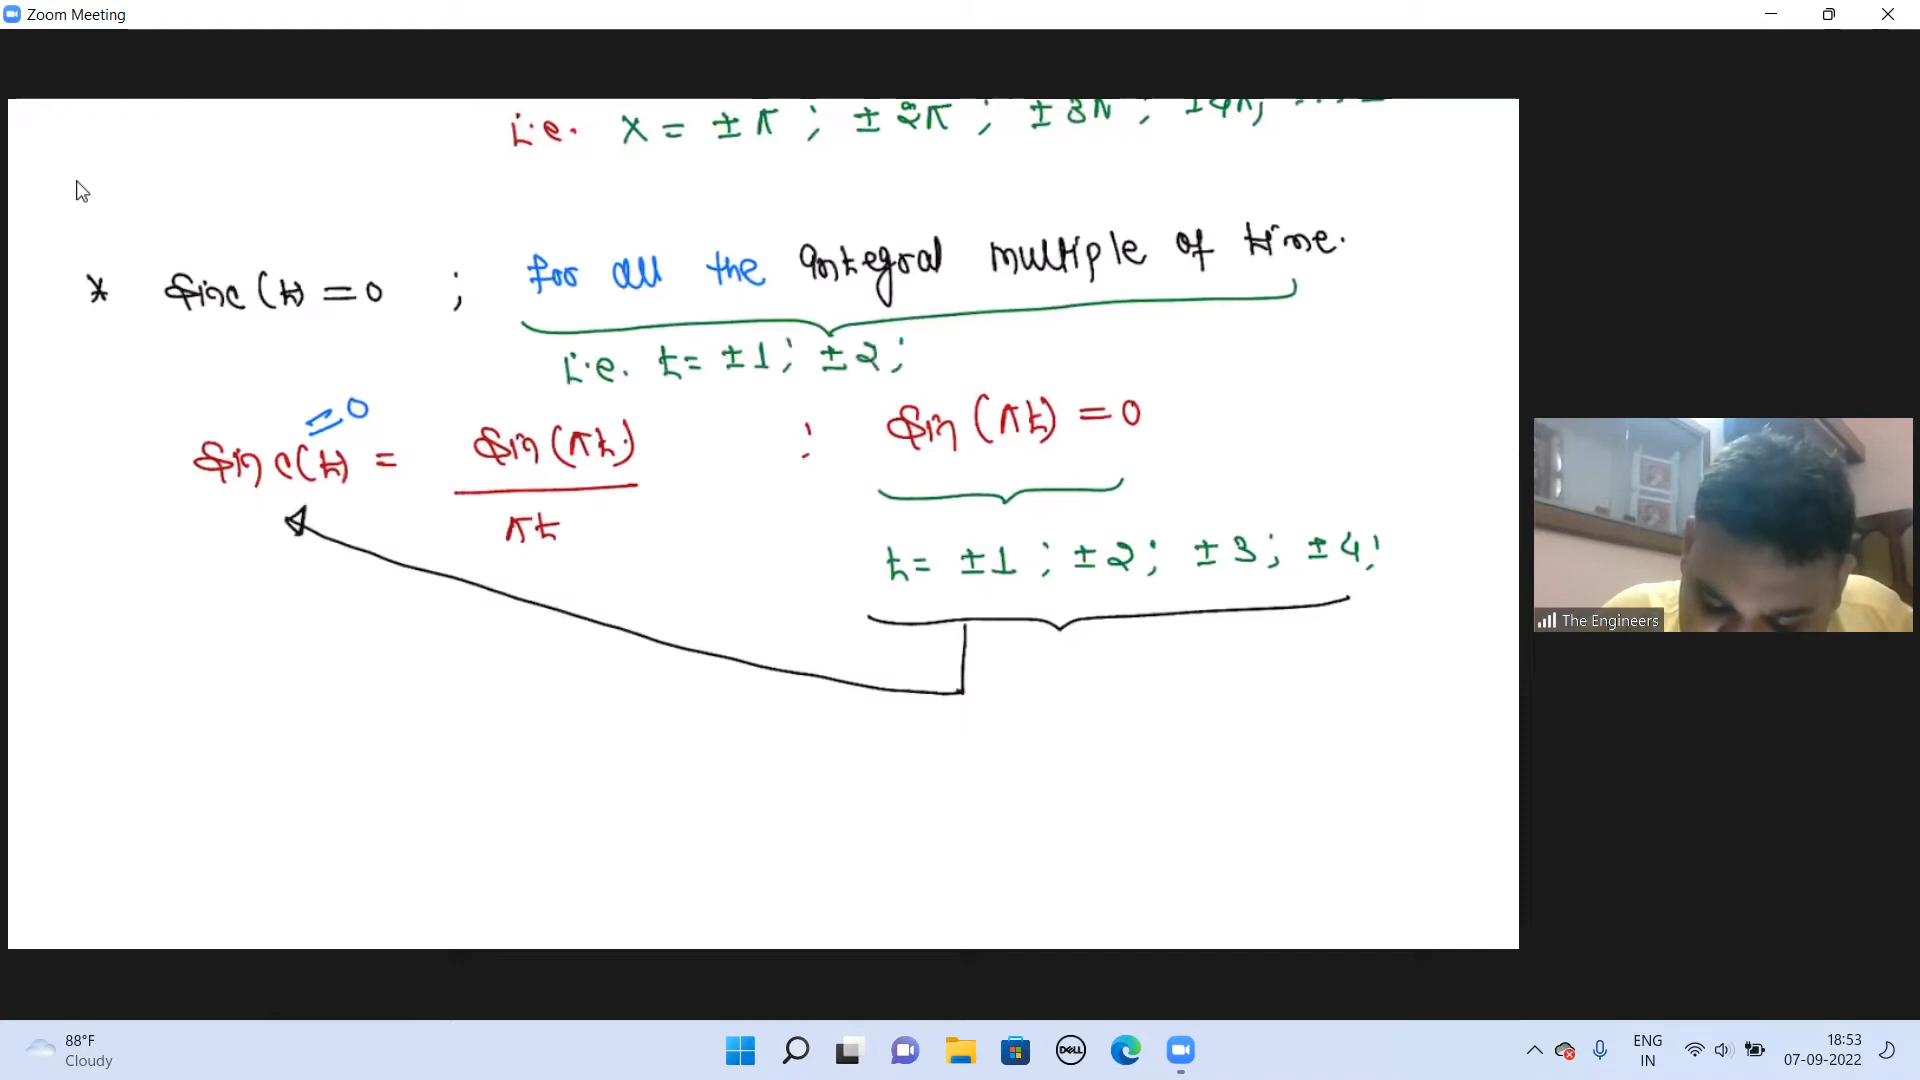 Zoom Meeting
i.e. x = ±π ; ±2π ; ±3π ; ±4π; ....
* Sinc(t) = 0 ; for all the Integral multiple of time.
i.e. t = ±1; ±2;
= 0
Sinc(t) = Sin(πt) / πt : Sin(πt) = 0
t = ±1 ; ±2 ; ±3 ; ±4 ;
The Engineers
88°F
Cloudy
DELL
ENG
IN
18:53
07-09-2022